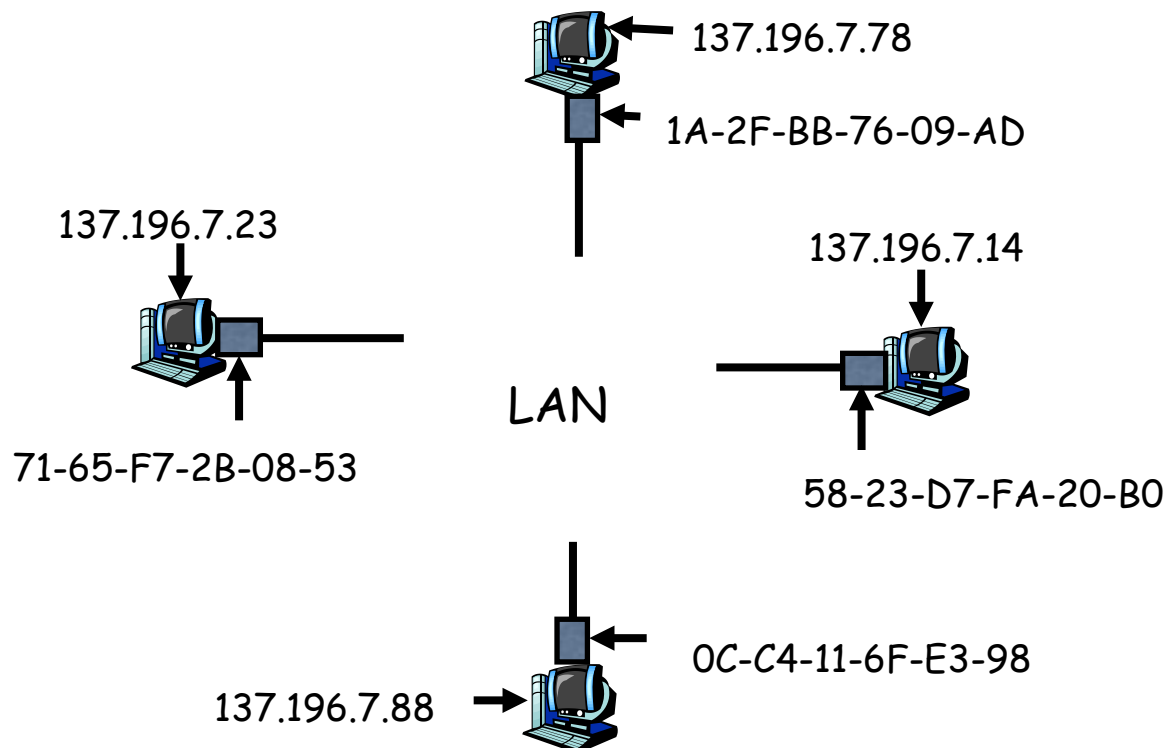 137.196.7.78
1A-2F-BB-76-09-AD
137.196.7.23
137.196.7.14
LAN
71-65-F7-2B-08-53
58-23-D7-FA-20-B0
0C-C4-11-6F-E3-98
137.196.7.88